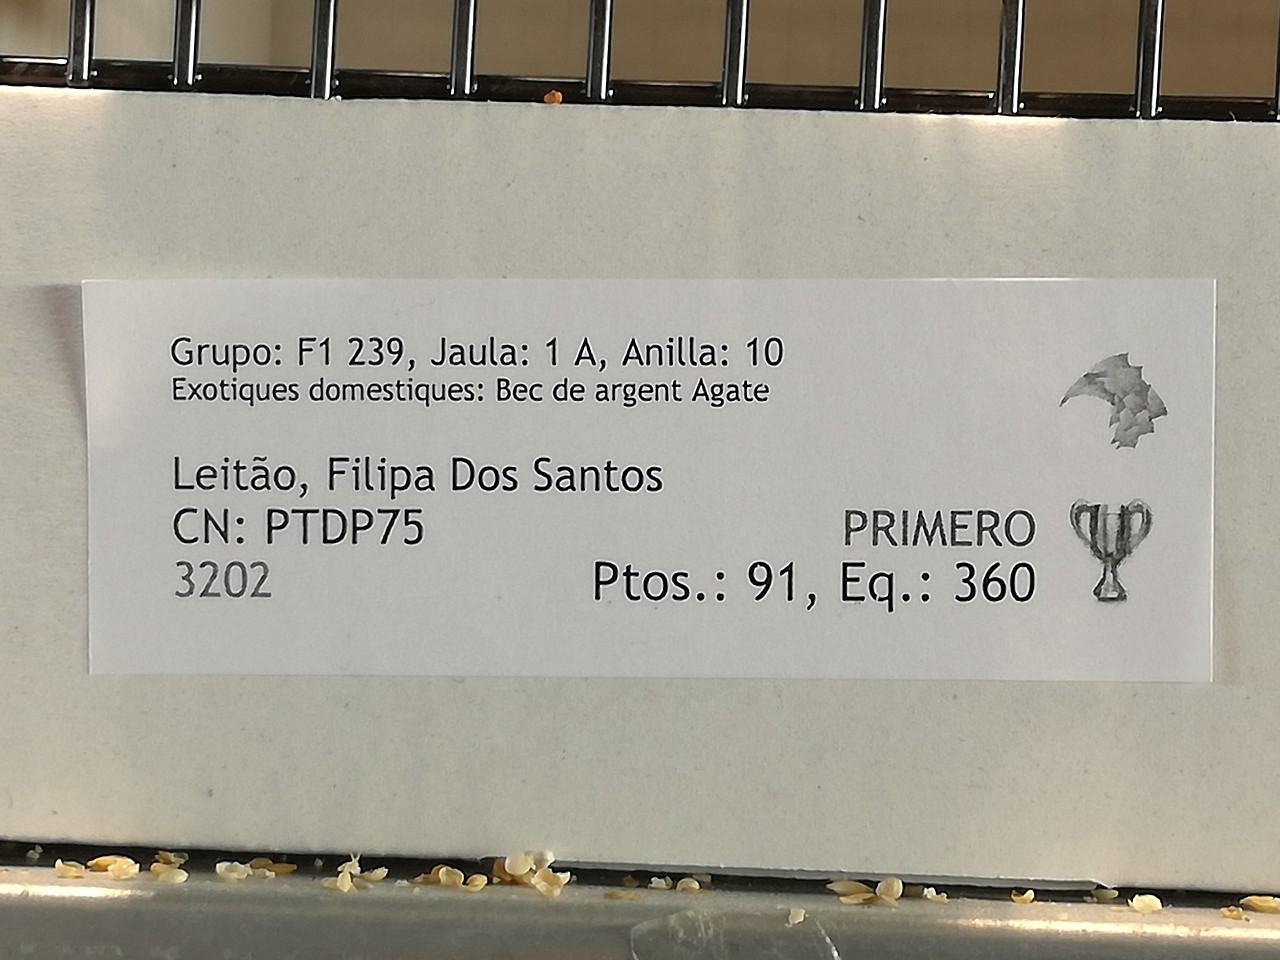 Grupo: F1 239, Jaula: 1 A, Anilla: 10
Exotiques domestiques: Bec de argent Agate
Leitão, Filipa Dos Santos
CN: PTDP75
PRIMERO
3202
Ptos.: 91, Eq.: 360